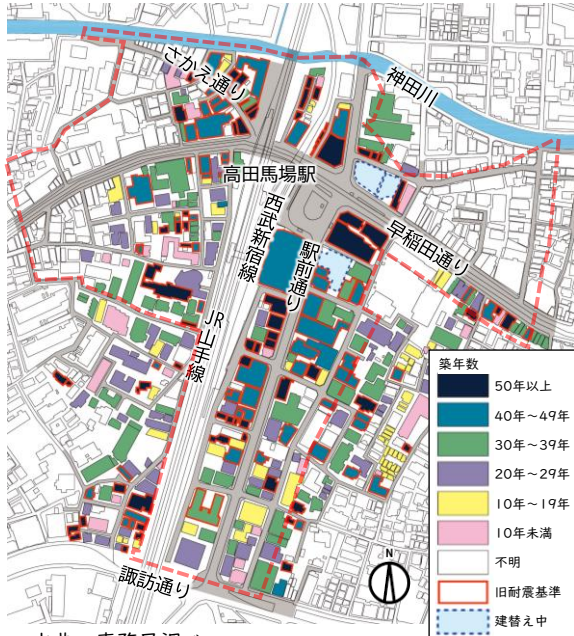 さかえ通り
神田川
高田馬場駅
西武新宿線
駅前通り
早稲田通り
JR山手線
諏訪通り
築年数
50年以上
40年～49年
30年～39年
20年～29年
10年～19年
10年未満
不明
旧耐震基準
建替え中
N